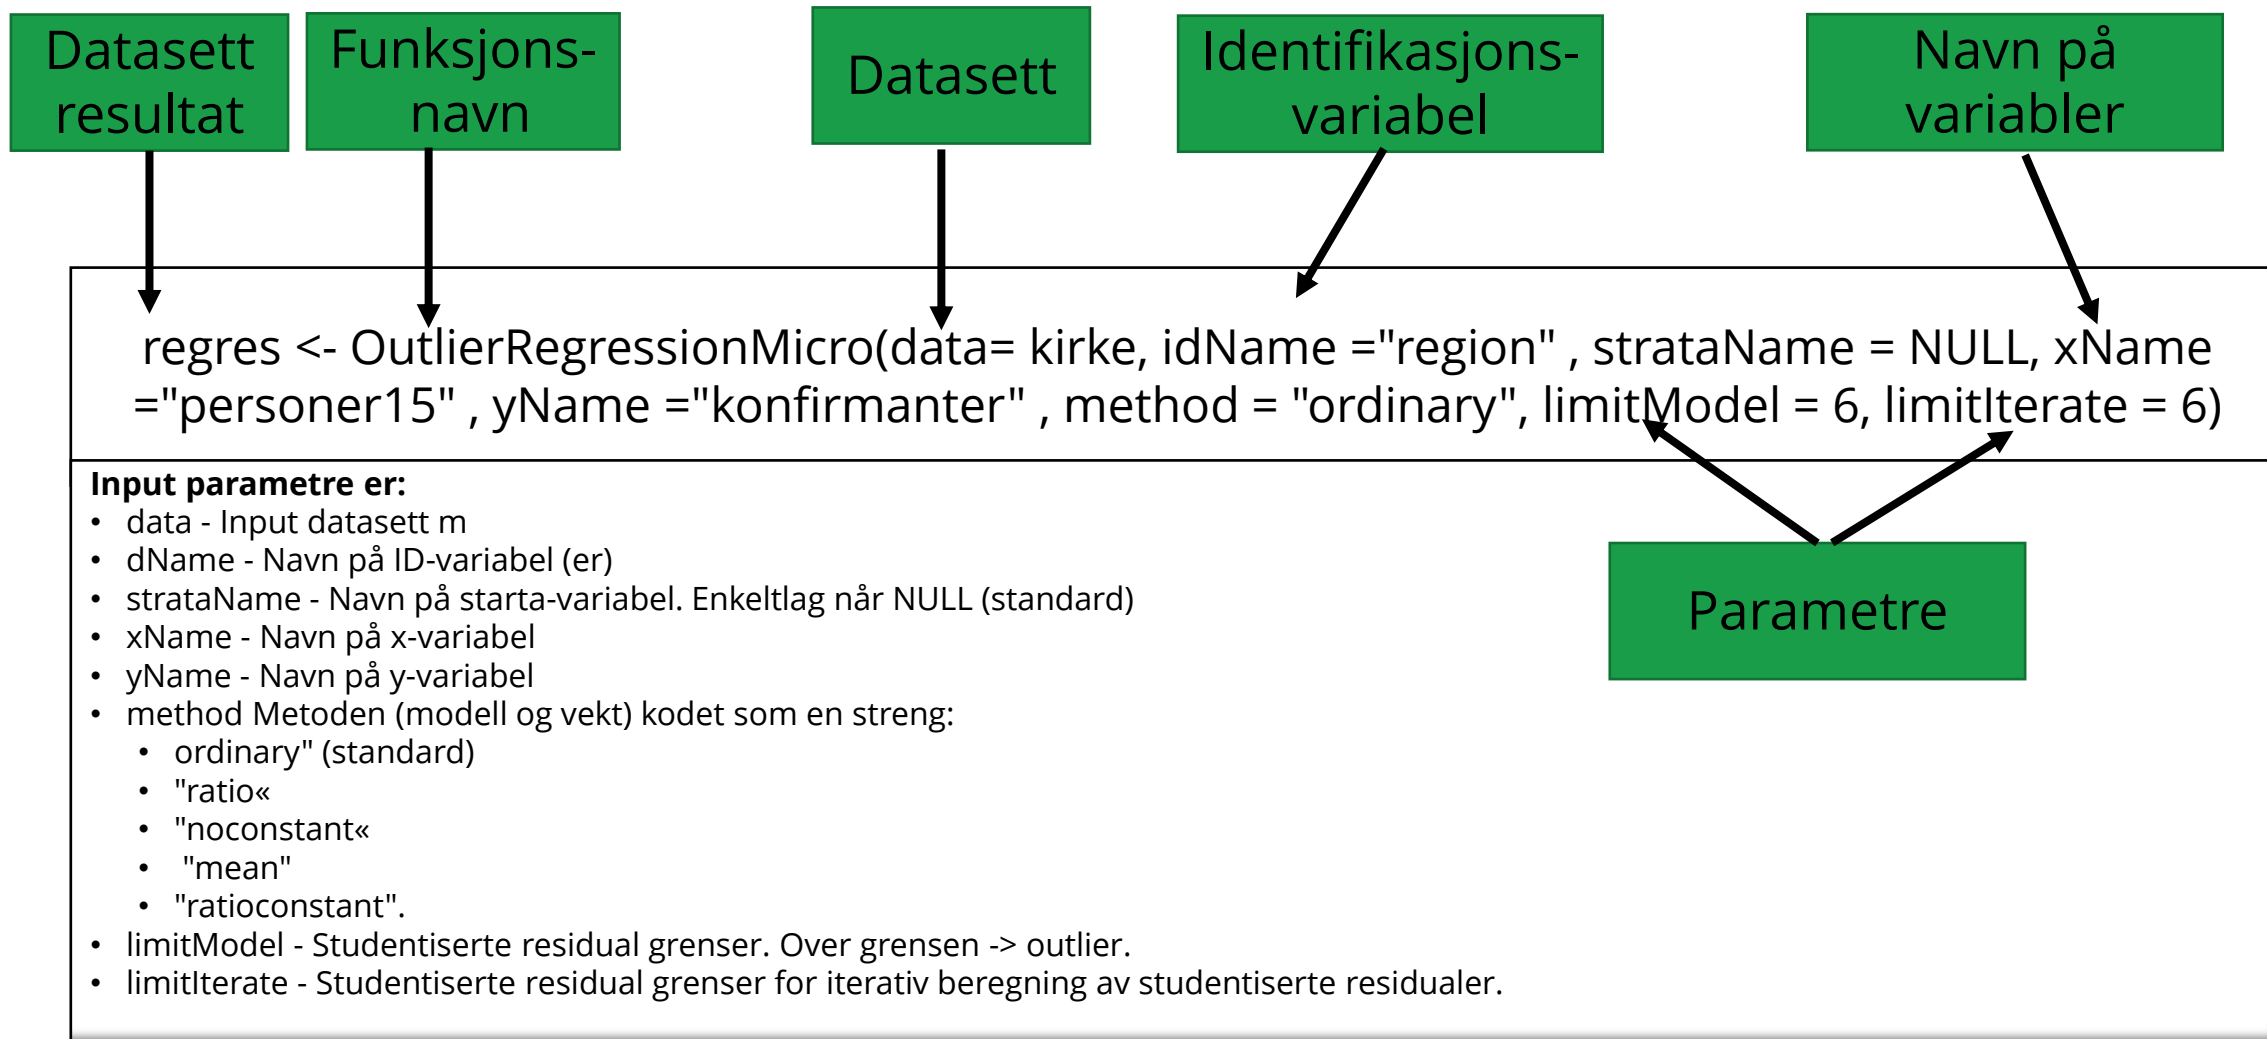 Datasett
resultat
Funksjons-
navn
Datasett
Identifikasjons-
variabel
Navn på
variabler
regres <- OutlierRegressionMicro(data= kirke, idName ="region" , strataName = NULL, xName
="personer15" , yName ="konfirmanter" , method = "ordinary", limitModel = 6, limitIterate = 6)
Input parametre er:
• data - Input datasett m
• dName - Navn på ID-variabel (er)
• strataName - Navn på starta-variabel. Enkeltlag når NULL (standard)
• xName - Navn på x-variabel
• yName - Navn på y-variabel
• method Metoden (modell og vekt) kodet som en streng:
• ordinary" (standard)
• "ratio«
• "noconstant«
• "mean"
• "ratioconstant".
• limitModel - Studentiserte residual grenser. Over grensen -> outlier.
• limitIterate - Studentiserte residual grenser for iterativ beregning av studentiserte residualer.
Parametre